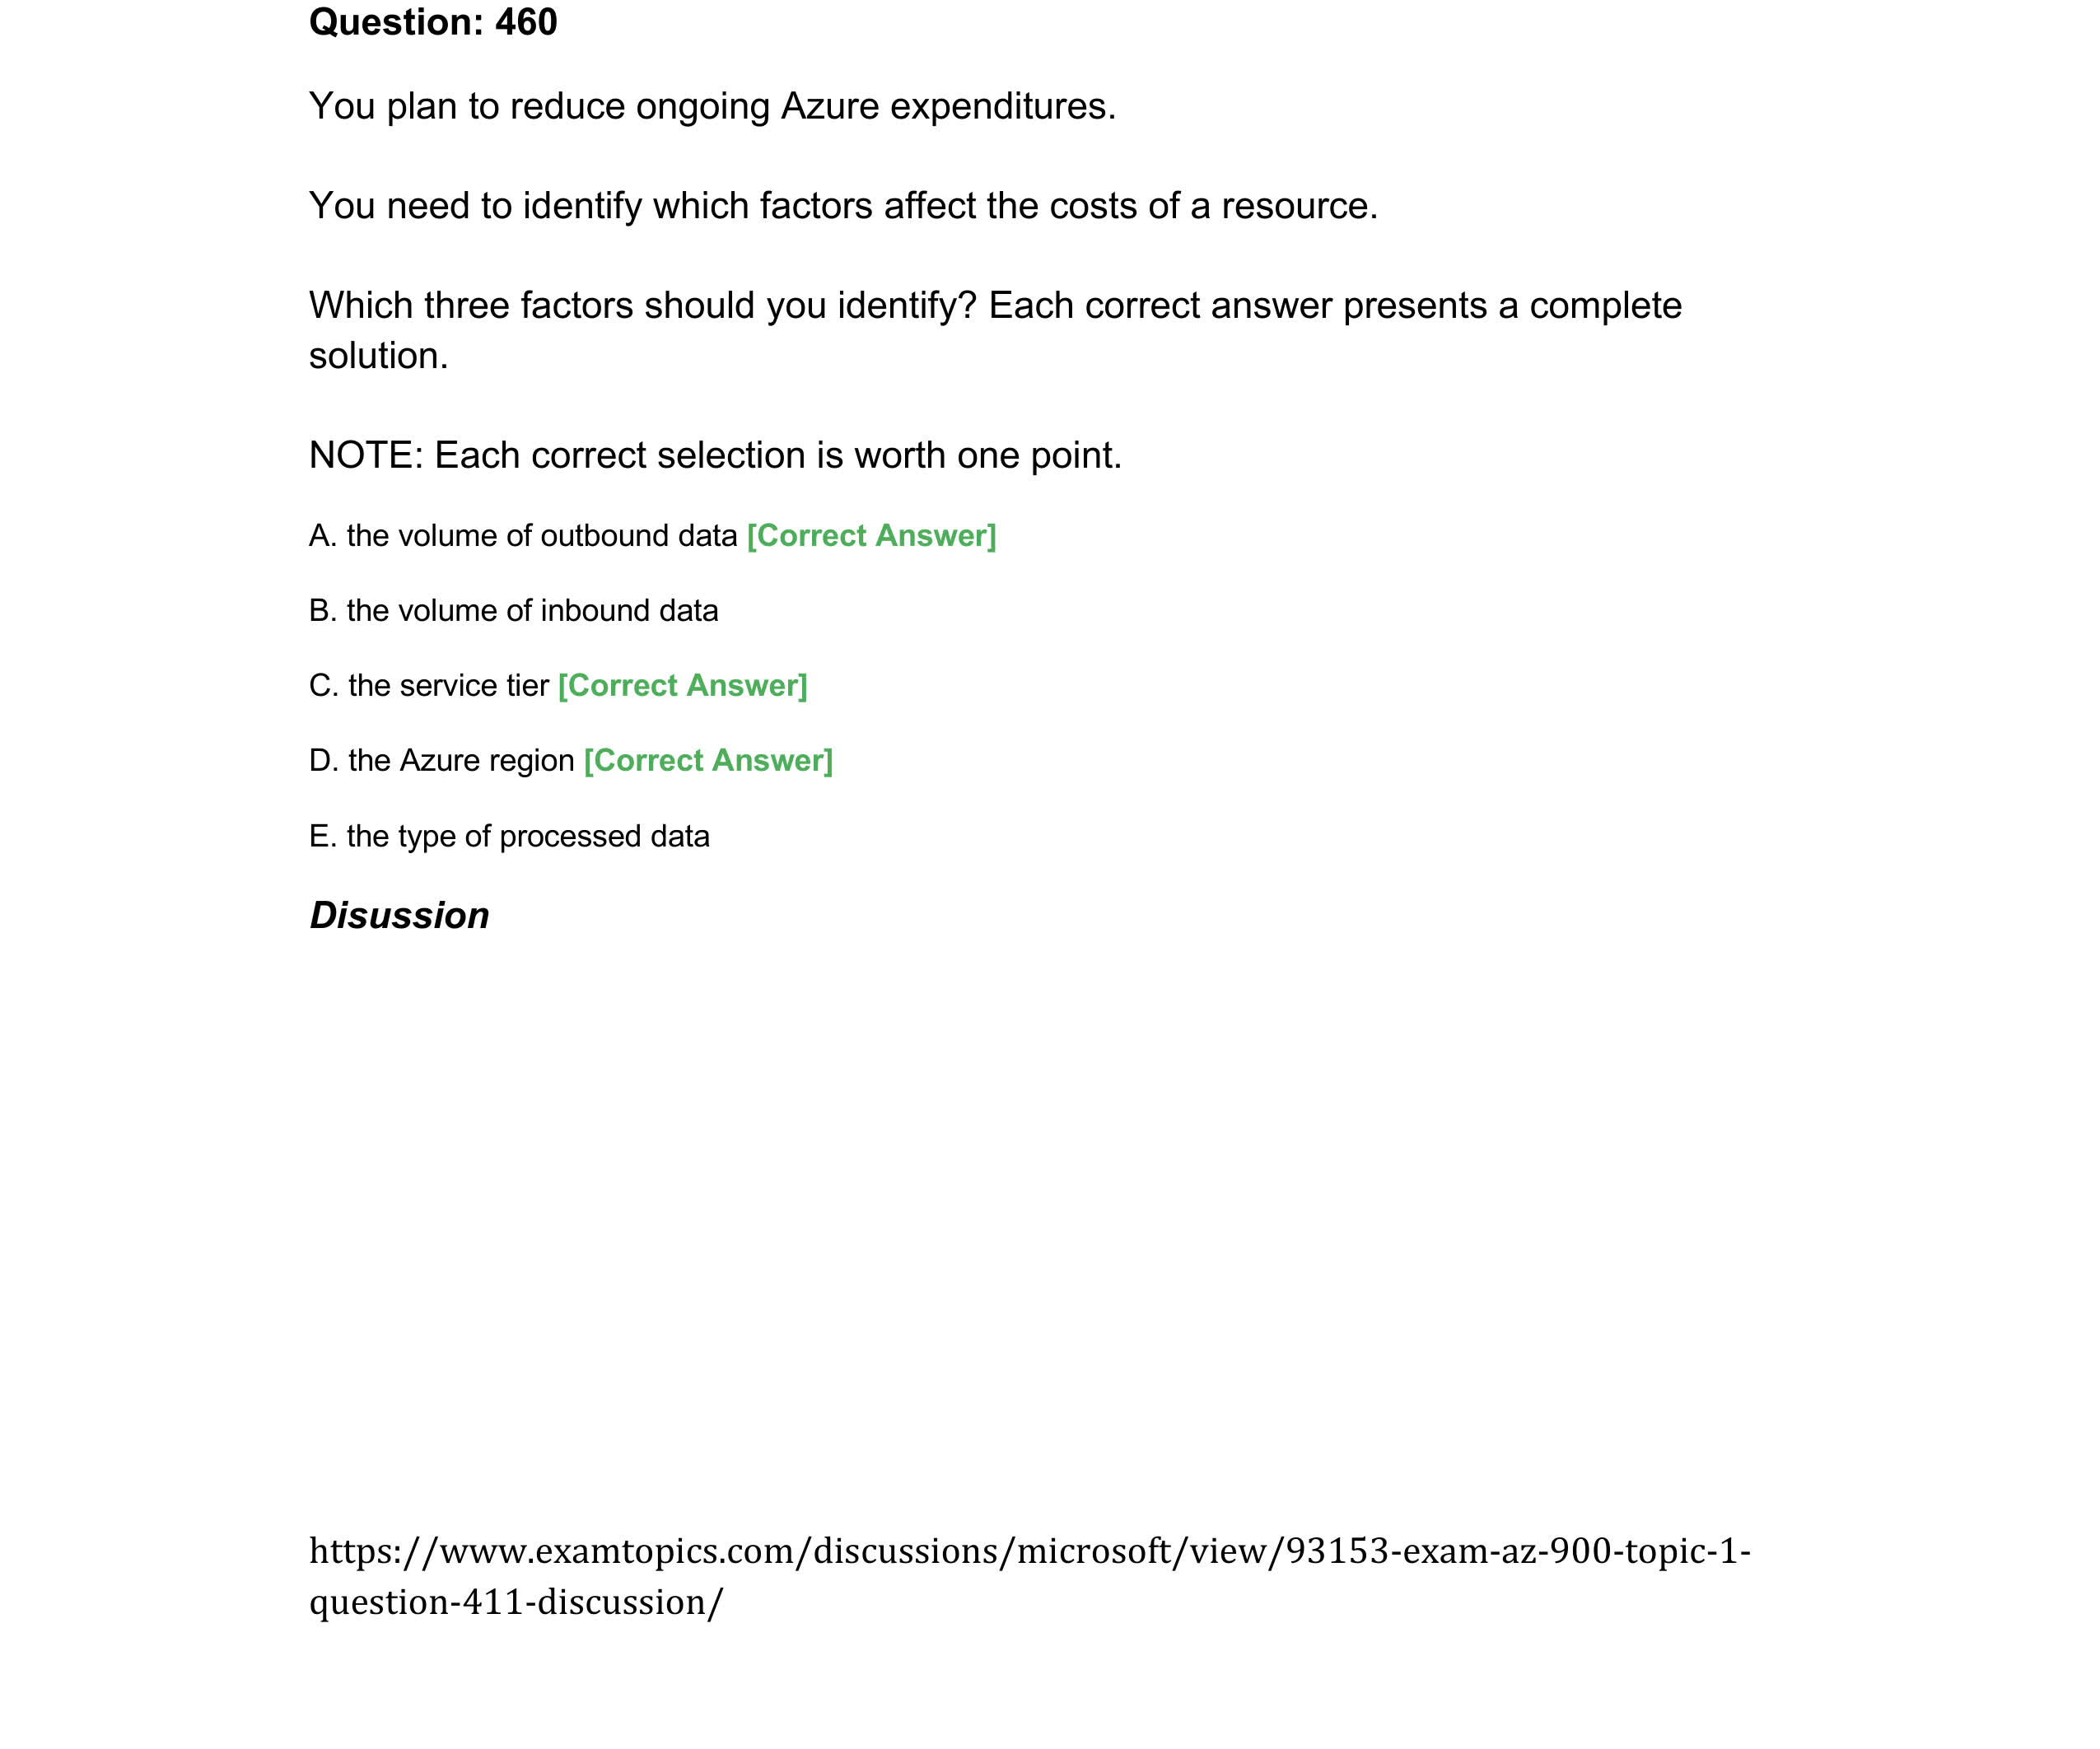 Question: 460
You plan to reduce ongoing Azure expenditures.
You need to identify which factors affect the costs of a resource.
Which three factors should you identify? Each correct answer presents a complete
solution.
NOTE: Each correct selection is worth one point.
A. the volume of outbound data [Correct Answer]
B. the volume of inbound data
C. the service tier [Correct Answer]
D. the Azure region [Correct Answer]
E. the type of processed data
Disussion
https://www.examtopics.com/discussions/microsoft/view/93153-exam-az-900-topic-1-
question-411-discussion/